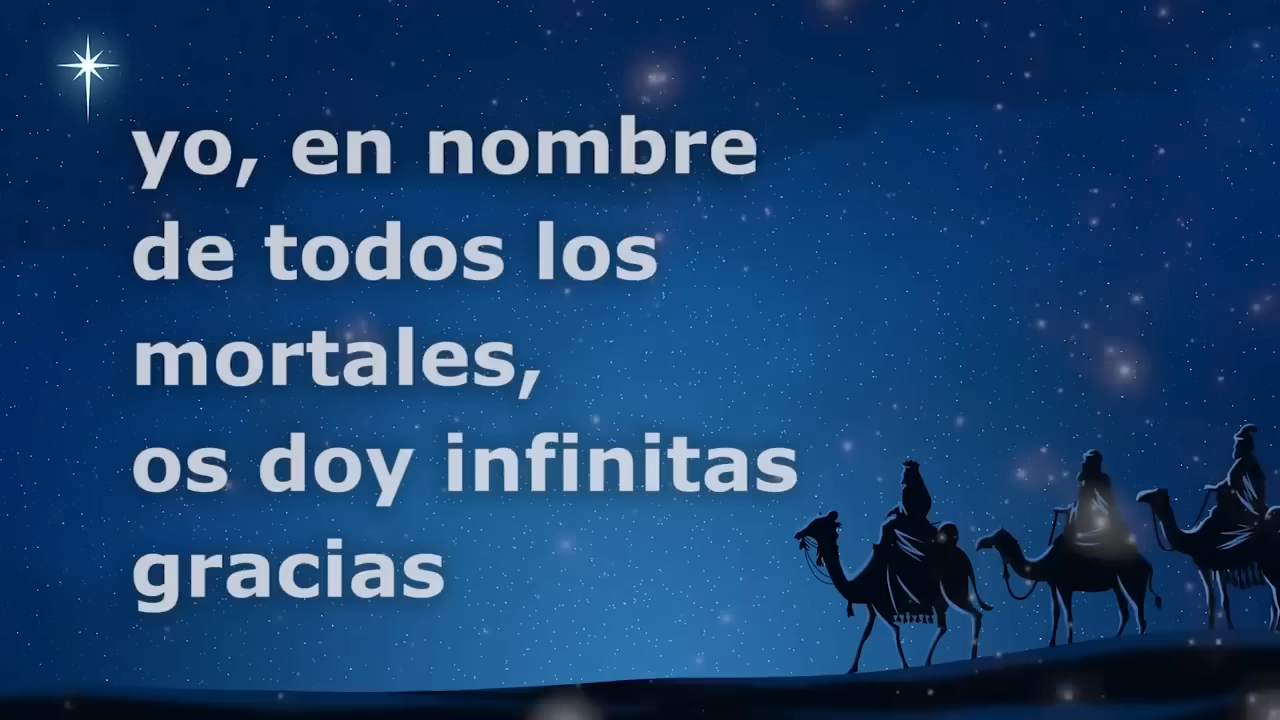 yo, en nombre
de todos los
mortales,
os doy infinitas
gracias